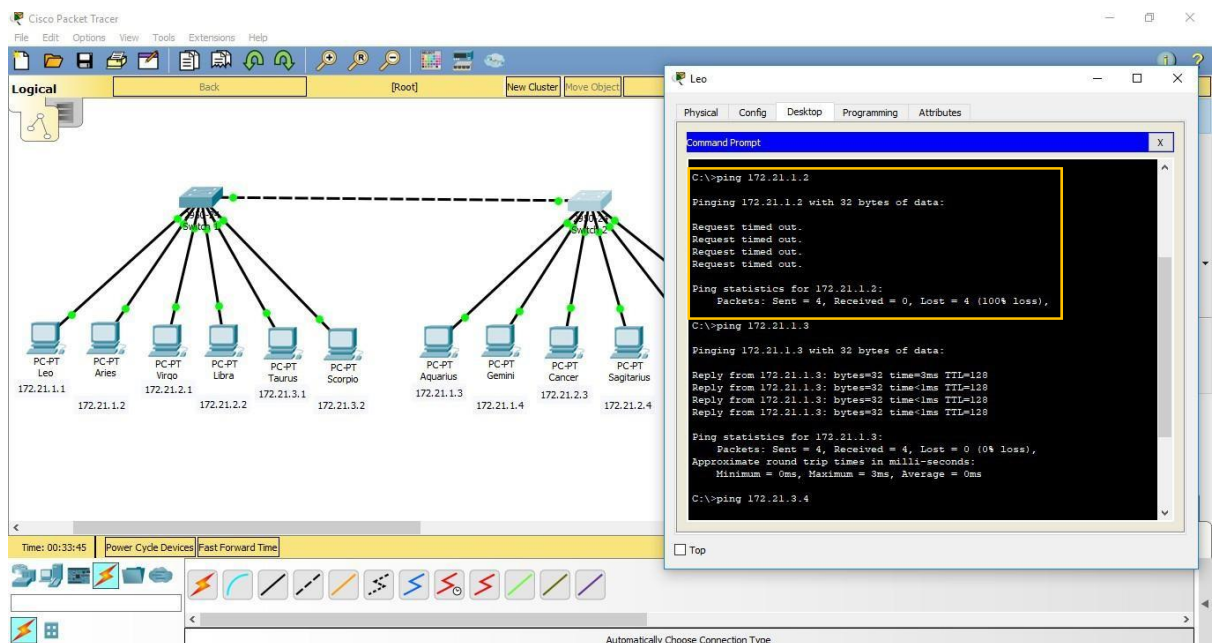 Cisco Packet Tracer
File Edit Options View Tools Extensions Help
Logical
Back
[Root]
New Cluster
Move Object
Switch 1
Switch 2
PC-PT
Leo
172.21.1.1
PC-PT
Aries
172.21.1.2
PC-PT
Virgo
172.21.2.1
PC-PT
Libra
172.21.2.2
PC-PT
Taurus
172.21.3.1
PC-PT
Scorpio
172.21.3.2
PC-PT
Aquarius
172.21.1.3
PC-PT
Gemini
172.21.1.4
PC-PT
Cancer
172.21.2.3
PC-PT
Sagitarius
172.21.2.4
Leo
Physical Config Desktop Programming Attributes
Command Prompt
X
C:\>ping 172.21.1.2
Pinging 172.21.1.2 with 32 bytes of data:
Request timed out.
Request timed out.
Request timed out.
Request timed out.
Ping statistics for 172.21.1.2:
Packets: Sent = 4, Received = 0, Lost = 4 (100% loss),
C:\>ping 172.21.1.3
Pinging 172.21.1.3 with 32 bytes of data:
Reply from 172.21.1.3: bytes=32 time=3ms TTL=128
Reply from 172.21.1.3: bytes=32 time<1ms TTL=128
Reply from 172.21.1.3: bytes=32 time<1ms TTL=128
Reply from 172.21.1.3: bytes=32 time<1ms TTL=128
Ping statistics for 172.21.1.3:
Packets: Sent = 4, Received = 4, Lost = 0 (0% loss),
Approximate round trip times in milli-seconds:
Minimum = 0ms, Maximum = 3ms, Average = 0ms
C:\>ping 172.21.3.4
Top
Time: 00:33:45
Power Cycle Devices
Fast Forward Time
Automatically Choose Connection Type